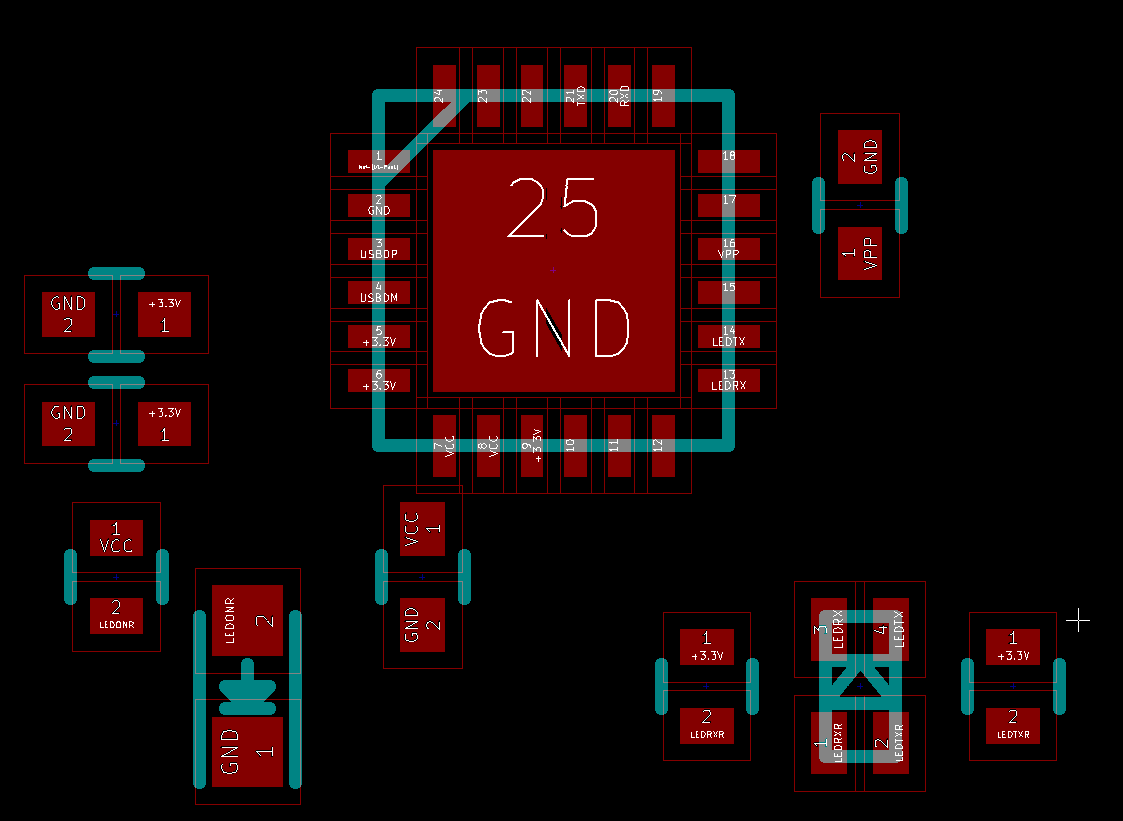 24
23
22
21
TXD
20
RXD
19
1
Net-(U1-Pad1)
2
GND
3
USBDP
4
USBDM
5
+3.3V
6
+3.3V
25
GND
18
17
16
VPP
15
14
LEDTX
13
LEDRX
7
VCC
8
VCC
9
+3.3V
10
11
12
2
GND
1
VPP
GND
2
+3.3V
1
GND
2
+3.3V
1
1
VCC
2
LEDONR
LEDONR
2
GND
1
VCC
1
GND
2
1
+3.3V
2
LEDRXR
3
LEDRX
4
LEDTX
1
LEDRXR
2
LEDTXR
1
+3.3V
2
LEDTXR